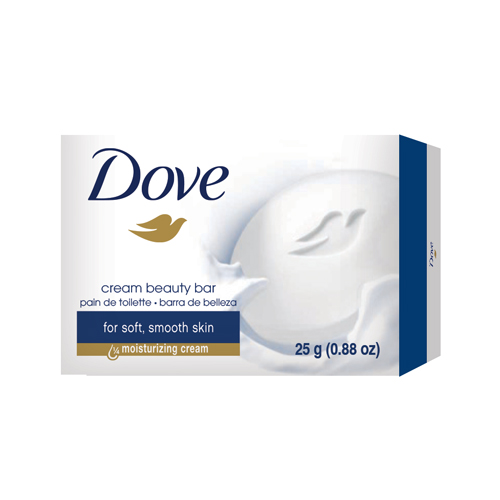 Dove
cream beauty bar
pain de toilette • barra de belleza
for soft, smooth skin
¼ moisturizing cream
25 g (0.88 oz)
Dove